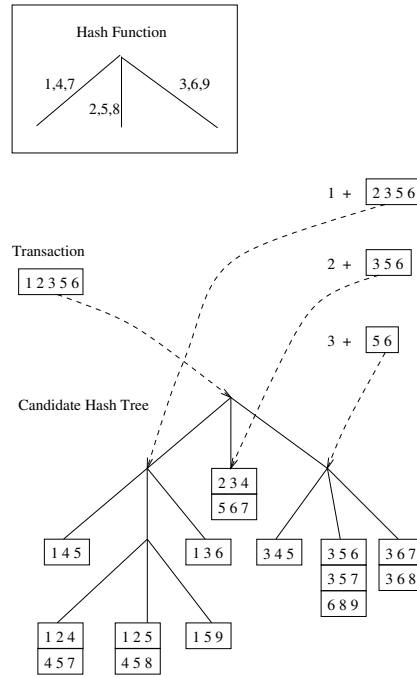 Hash Function
1,4,7
3,6,9
2,5,8
1 + 2 3 5 6
Transaction
2 + 3 5 6
1 2 3 5 6
3 + 5 6
Candidate Hash Tree
2 3 4
5 6 7
1 4 5
1 3 6
3 4 5
3 5 6
3 6 7
3 5 7
3 6 8
6 8 9
1 2 4
1 2 5
1 5 9
4 5 7
4 5 8